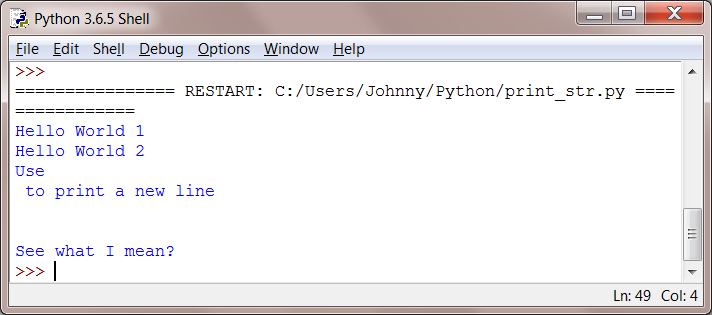 Python 3.6.5 Shell
File Edit Shell Debug Options Window Help
>>>
================ RESTART: C:/Users/Johnny/Python/print_str.py ====
============
Hello World 1
Hello World 2
Use
 to print a new line
See what I mean?
>>>
Ln: 49 Col: 4